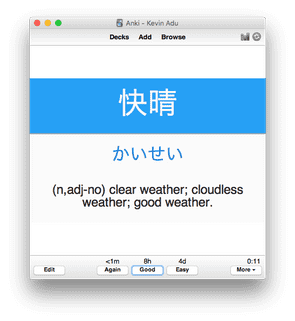 Anki - Kevin Adu
Decks Add Browse
快晴
かいせい
(n,adj-no) clear weather; cloudless
weather; good weather.
<1m 8h 4d 0:11
Edit Again Good Easy More